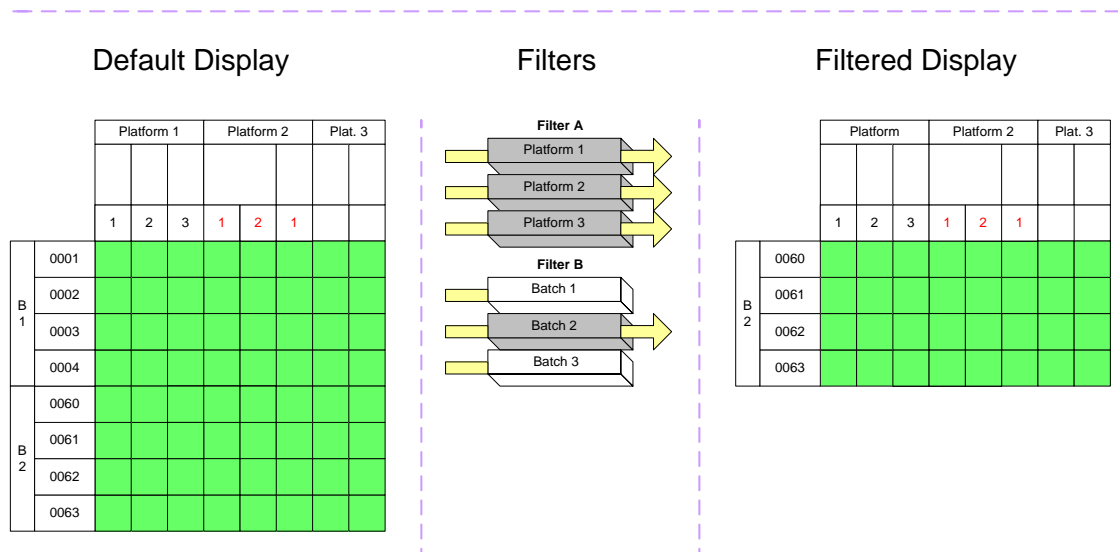 Default Display
Filters
Filtered Display
Platform 1 Platform 2 Plat. 3
1 2 3 1 2 1
B 1
0001
0002
0003
0004
B 2
0060
0061
0062
0063
Filter A
Platform 1
Platform 2
Platform 3
Filter B
Batch 1
Batch 2
Batch 3
Platform Platform 2 Plat. 3
1 2 3 1 2 1
B 2
0060
0061
0062
0063